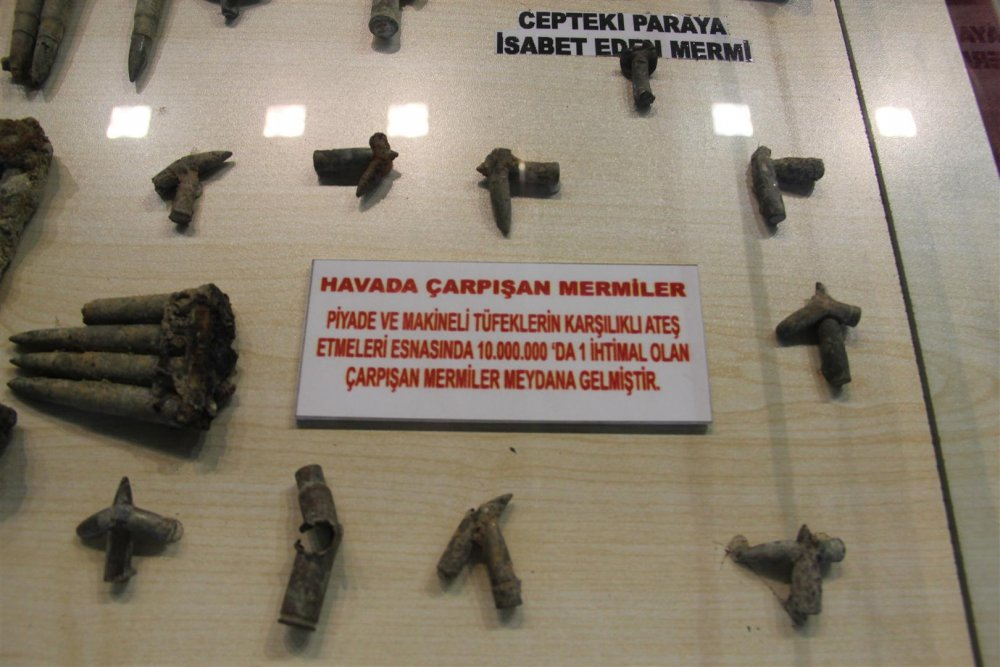 CEPTEKI PARAYA
İSABET EDEN MERMİ
HAVADA ÇARPIŞAN MERMİLER
PİYADE VE MAKİNELİ TÜFEKLERİN KARŞILIKLI ATEŞ
ETMELERİ ESNASINDA 10.000.000 ‘DA 1 İHTİMAL OLAN
ÇARPIŞAN MERMİLER MEYDANA GELMİŞTİR.